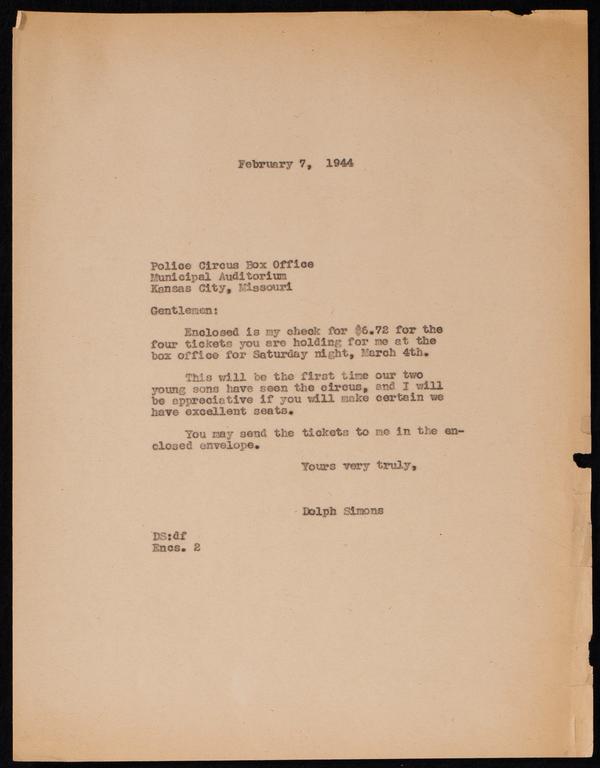 February 7, 1944
Police Circus Box Office
Municipal Auditorium
Kansas City, Missouri
Gentlemen:
Enclosed is my check for $6.72 for the
four tickets you are holding for me at the
box office for Saturday night, March 4th.
This will be the first time our two
young sons have seen the circus, and I will
be appreciative if you will make certain we
have excellent seats.
You may send the tickets to me in the en-
closed envelope.
Yours very truly,
Dolph Simons
DS:df
Encs. 2